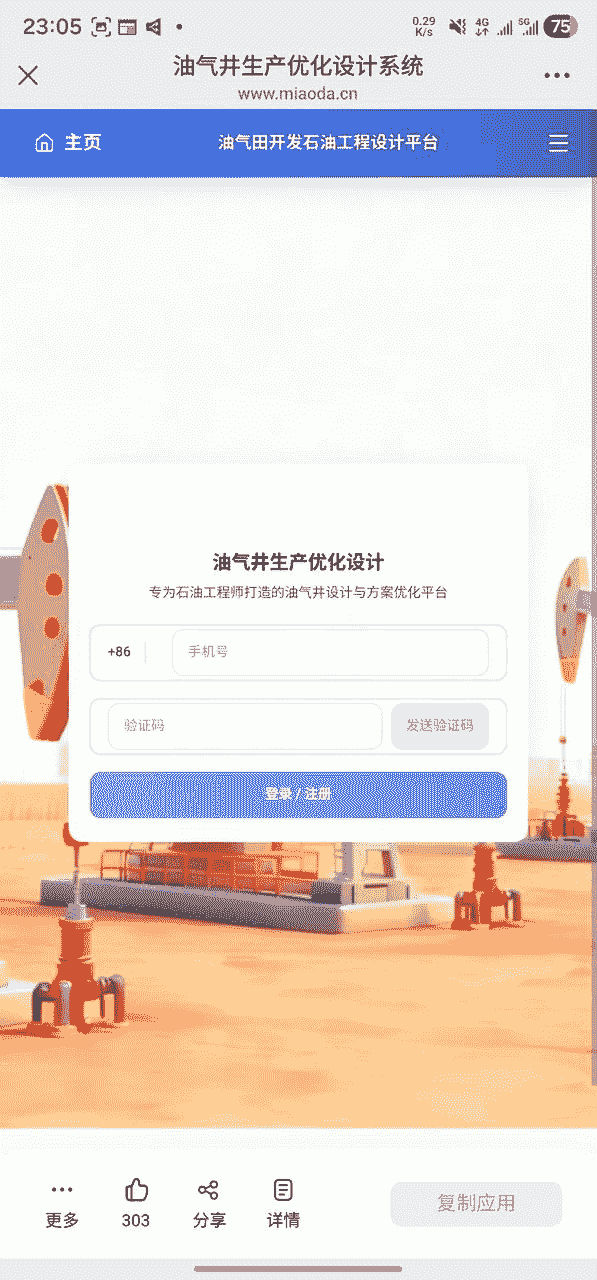 23:05
0.29 K/s
4G
5G
75
油气井生产优化设计系统
www.miaoda.cn
主页
油气田开发石油工程设计平台
油气井生产优化设计
专为石油工程师打造的油气井设计与方案优化平台
+86
手机号
验证码
发送验证码
登录 / 注册
更多
303
分享
详情
复制应用